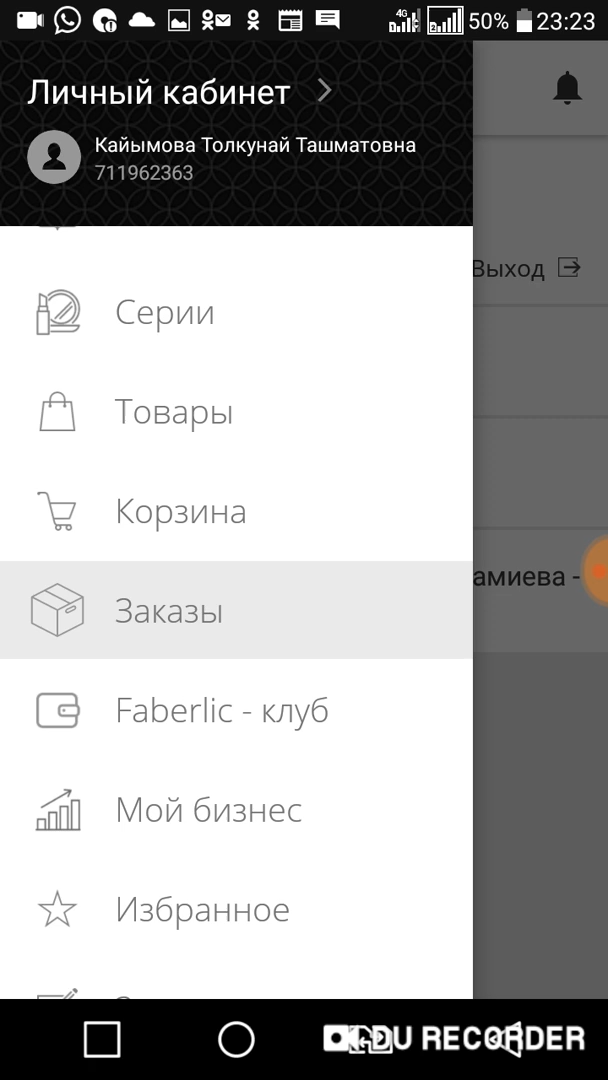 4G
50%
23:23
Личный кабинет
Кайымова Толкунай Ташматовна
711962363
Выход
Серии
Товары
Корзина
амиева -
Заказы
Faberlic - клуб
Мой бизнес
Избранное
DU RECORDER